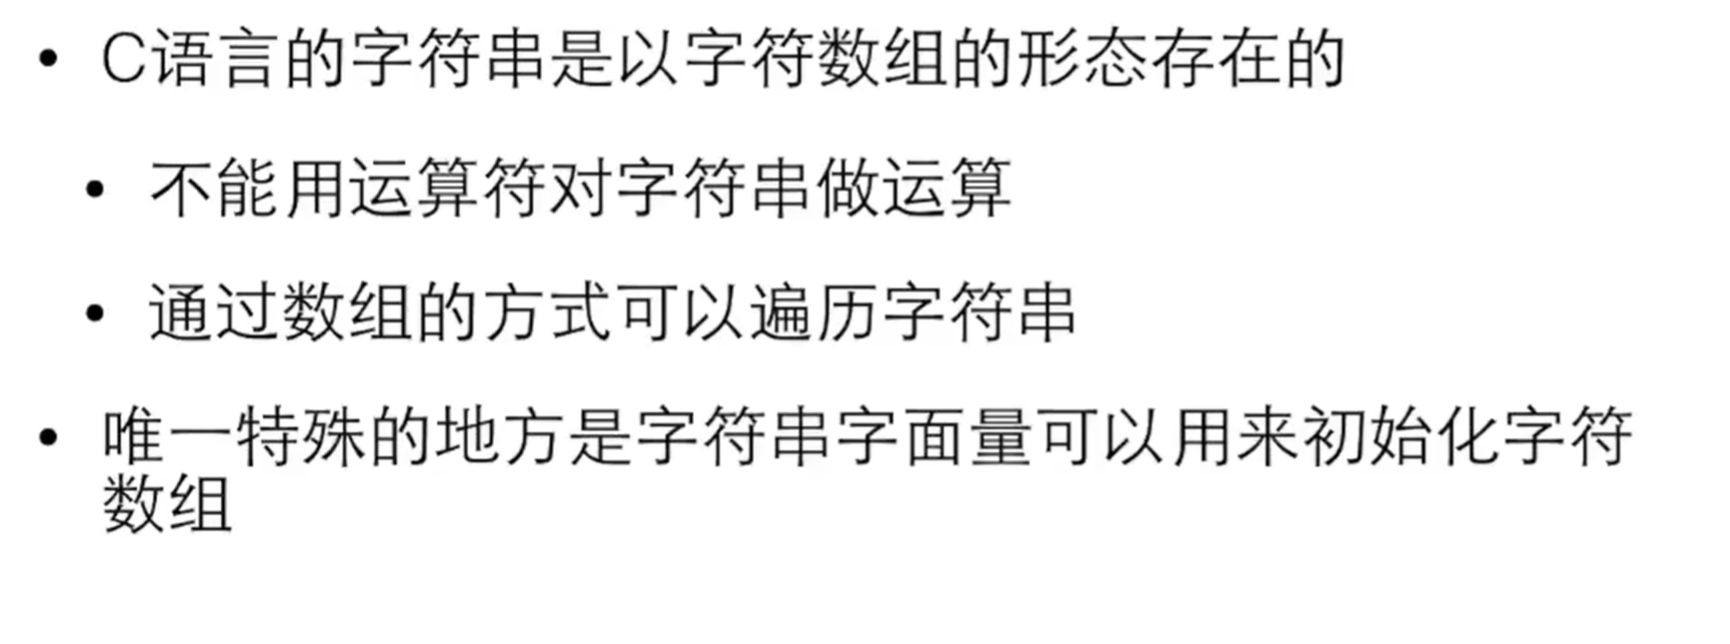 • C语言的字符串是以字符数组的形态存在的
• 不能用运算符对字符串做运算
• 通过数组的方式可以遍历字符串
• 唯一特殊的地方是字符串字面量可以用来初始化字符
数组